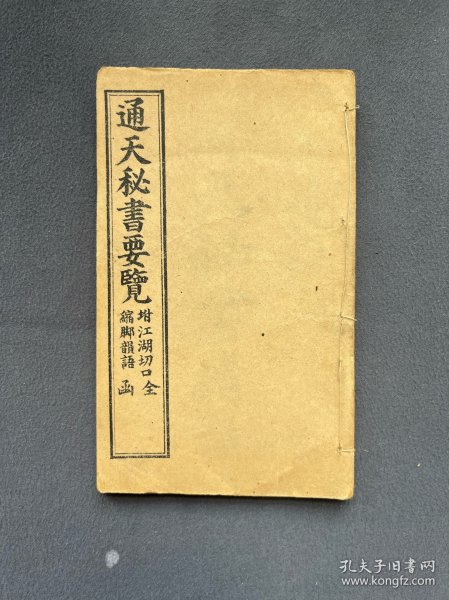 通天秘書要覽
坿江湖切口
縮脚韻語
全函
孔夫子旧书网
www.kongfz.com